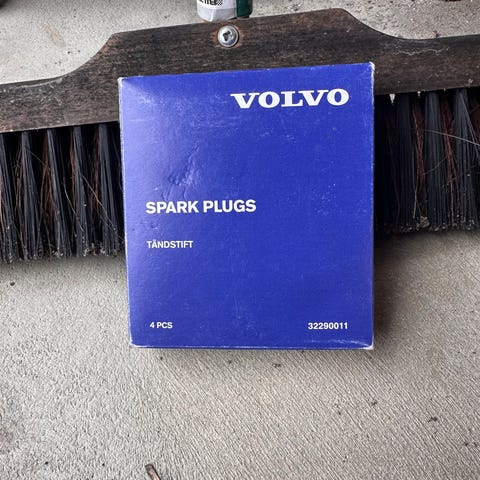 VOLVO
SPARK PLUGS
TÄNDSTIFT
4 PCS 32290011